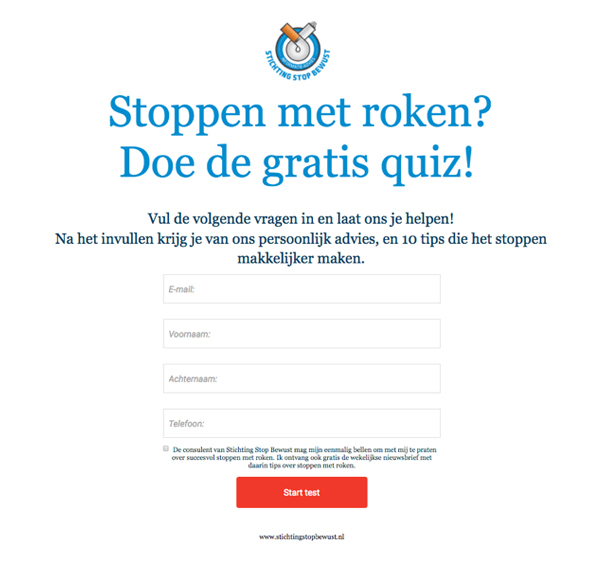 STICHTING STOP BEWUST
Stoppen met roken?
Doe de gratis quiz!
Vul de volgende vragen in en laat ons je helpen!
Na het invullen krijg je van ons persoonlijk advies, en 10 tips die het stoppen
makkelijker maken.
E-mail:
Voornaam:
Achternaam:
Telefoon:
De consulent van Stichting Stop Bewust mag mijn eenmalig bellen om met mij te praten
over succesvol stoppen met roken. Ik ontvang ook gratis de wekelijkse nieuwsbrief met
daarin tips over stoppen met roken.
Start test
www.stichtingstopbewust.nl